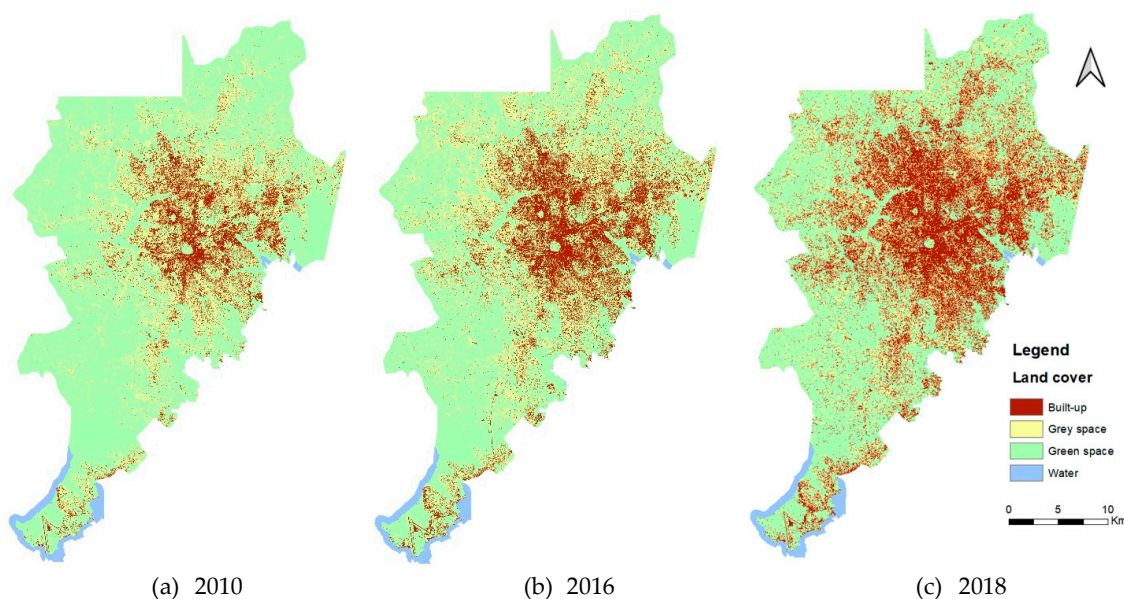 Legend
Land cover
Built-up
Grey space
Green space
Water
0 5 10
Km
(a) 2010
(b) 2016
(c) 2018